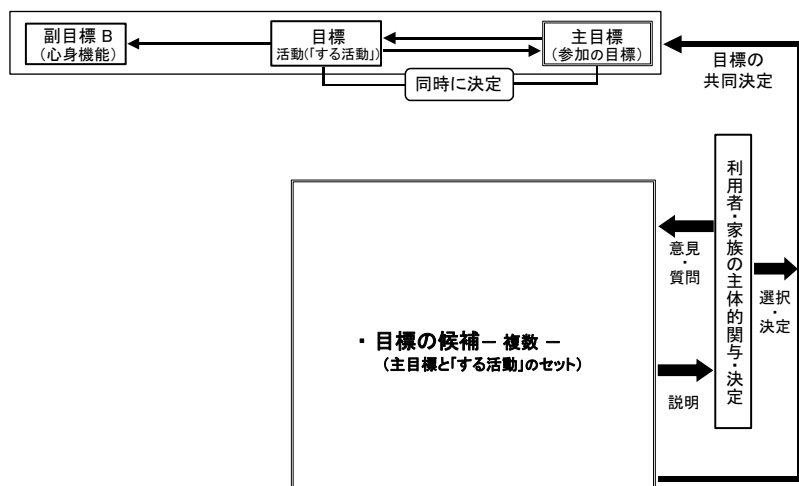 副目標 B
(心身機能)
目標
活動(｢する活動｣)
主目標
(参加の目標)
同時に決定
目標の
共同決定
利用者・家族の主体的関与・決定
意見
・
質問
選択
・
決定
説明
・目標の候補－ 複数 －
(主目標と｢する活動｣のセット)